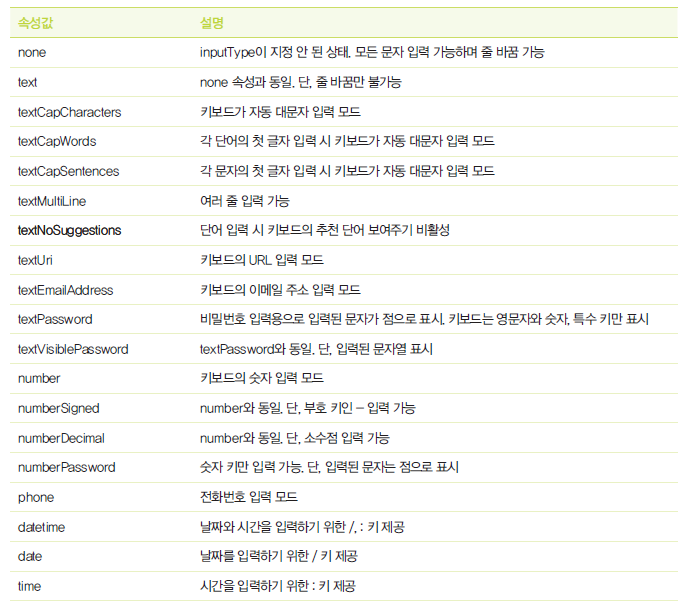 속성값 설명
none inputType이 지정 안 된 상태. 모든 문자 입력 가능하며 줄 바꿈 가능
text none 속성과 동일. 단, 줄 바꿈만 불가능
textCapCharacters 키보드가 자동 대문자 입력 모드
textCapWords 각 단어의 첫 글자 입력 시 키보드가 자동 대문자 입력 모드
textCapSentences 각 문자의 첫 글자 입력 시 키보드가 자동 대문자 입력 모드
textMultiLine 여러 줄 입력 가능
textNoSuggestions 단어 입력 시 키보드의 추천 단어 보여주기 비활성
textUri 키보드의 URL 입력 모드
textEmailAddress 키보드의 이메일 주소 입력 모드
textPassword 비밀번호 입력용으로 입력된 문자가 점으로 표시. 키보드는 영문자와 숫자, 특수 키만 표시
textVisiblePassword textPassword와 동일. 단, 입력된 문자열 표시
number 키보드의 숫자 입력 모드
numberSigned number와 동일. 단, 부호 키인 – 입력 가능
numberDecimal number와 동일. 단, 소수점 입력 가능
numberPassword 숫자 키만 입력 가능. 단, 입력된 문자는 점으로 표시
phone 전화번호 입력 모드
datetime 날짜와 시간을 입력하기 위한 /, : 키 제공
date 날짜를 입력하기 위한 / 키 제공
time 시간을 입력하기 위한 : 키 제공